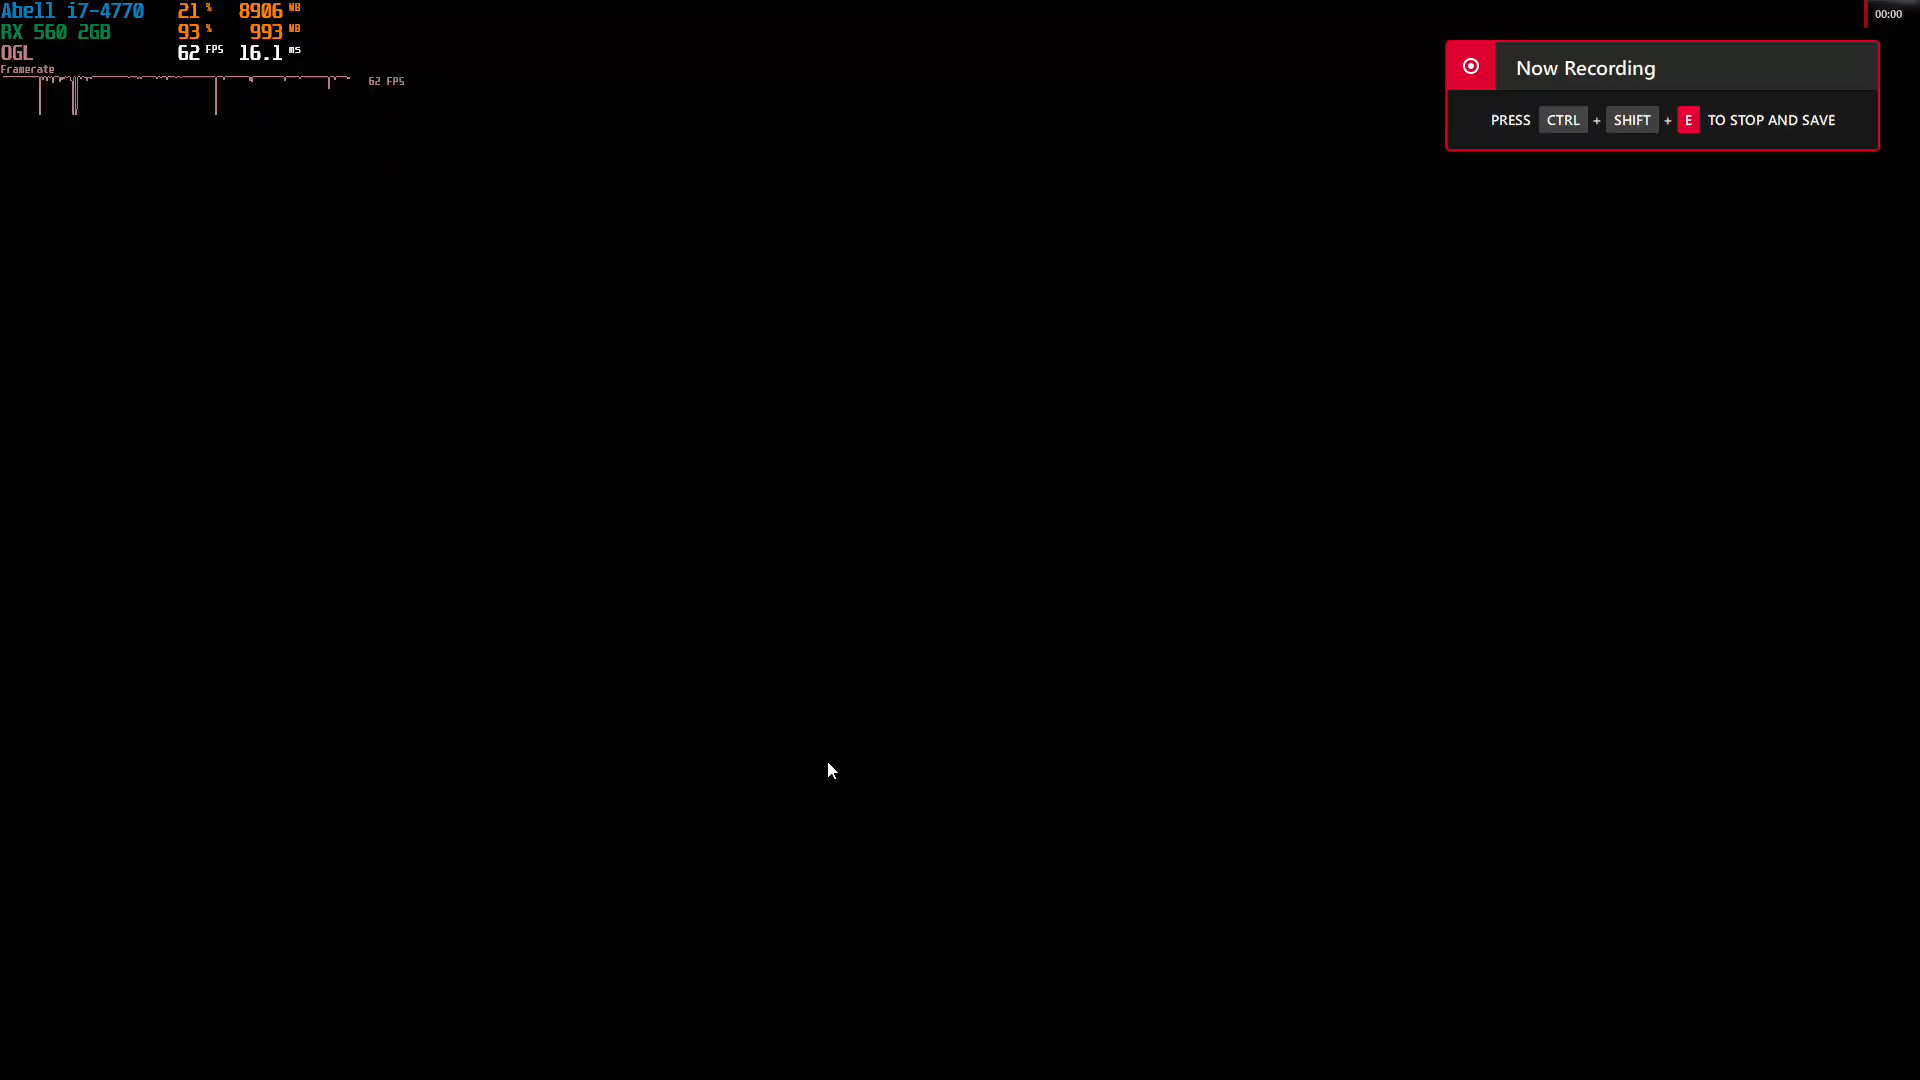 Abell i7-4770 21 % 8906 MB
RX 560 2GB 93 % 993 MB
OGL 62 FPS 16.1 ms
Framerate
62 FPS
00:00
Now Recording
PRESS CTRL + SHIFT + E TO STOP AND SAVE